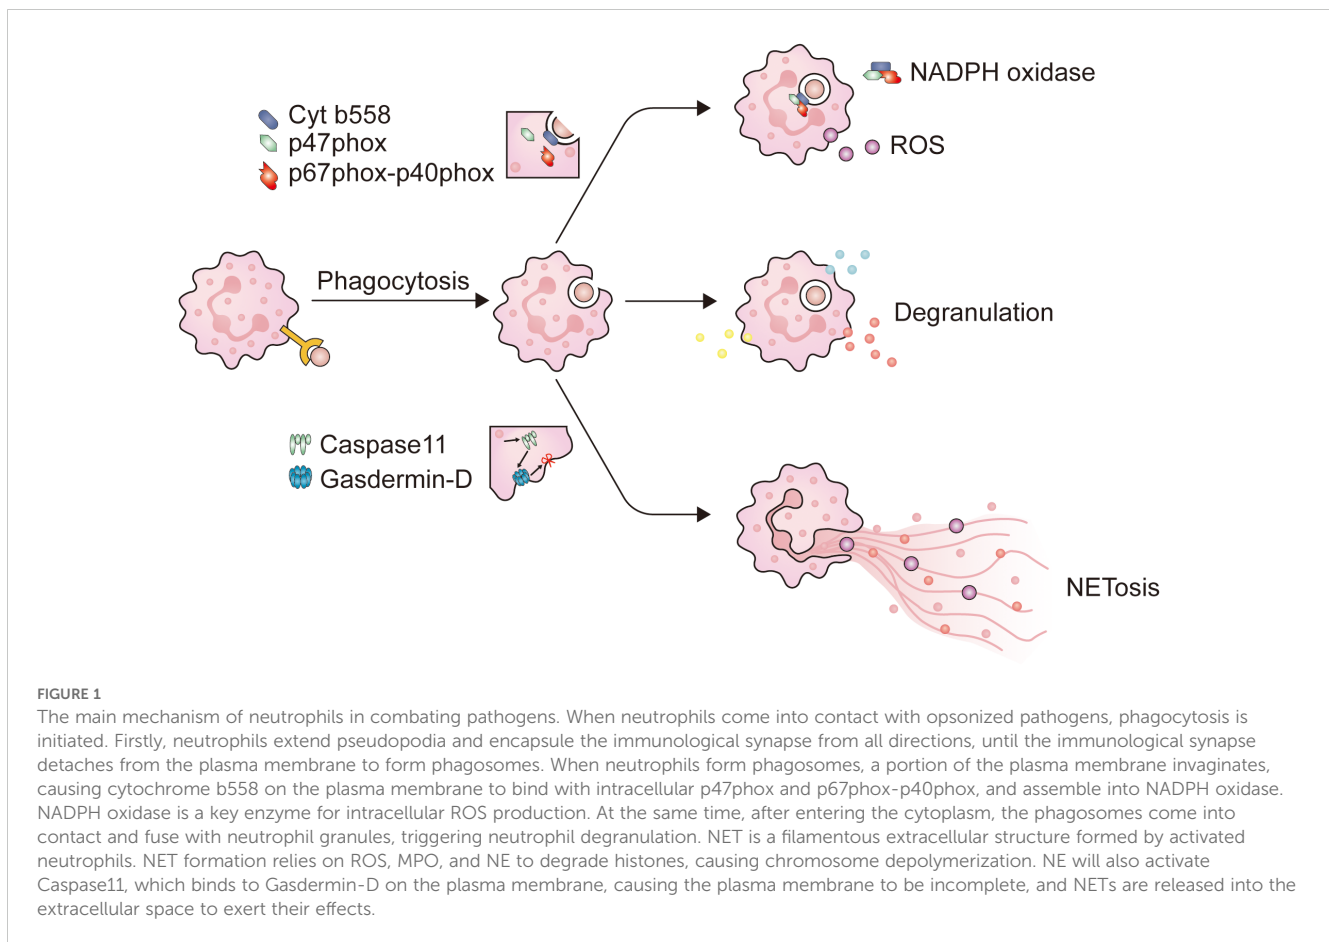 Cyt b558
p47phox
p67phox-p40phox
NADPH oxidase
ROS
Phagocytosis
Degranulation
Caspase11
Gasdermin-D
NETosis
FIGURE 1
The main mechanism of neutrophils in combating pathogens. When neutrophils come into contact with opsonized pathogens, phagocytosis is
initiated. Firstly, neutrophils extend pseudopodia and encapsule the immunological synapse from all directions, until the immunological synapse
detaches from the plasma membrane to form phagosomes. When neutrophils form phagosomes, a portion of the plasma membrane invaginates,
causing cytochrome b558 on the plasma membrane to bind with intracellular p47phox and p67phox-p40phox, and assemble into NADPH oxidase.
NADPH oxidase is a key enzyme for intracellular ROS production. At the same time, after entering the cytoplasm, the phagosomes come into
contact and fuse with neutrophil granules, triggering neutrophil degranulation. NET is a filamentous extracellular structure formed by activated
neutrophils. NET formation relies on ROS, MPO, and NE to degrade histones, causing chromosome depolymerization. NE will also activate
Caspase11, which binds to Gasdermin-D on the plasma membrane, causing the plasma membrane to be incomplete, and NETs are released into the
extracellular space to exert their effects.